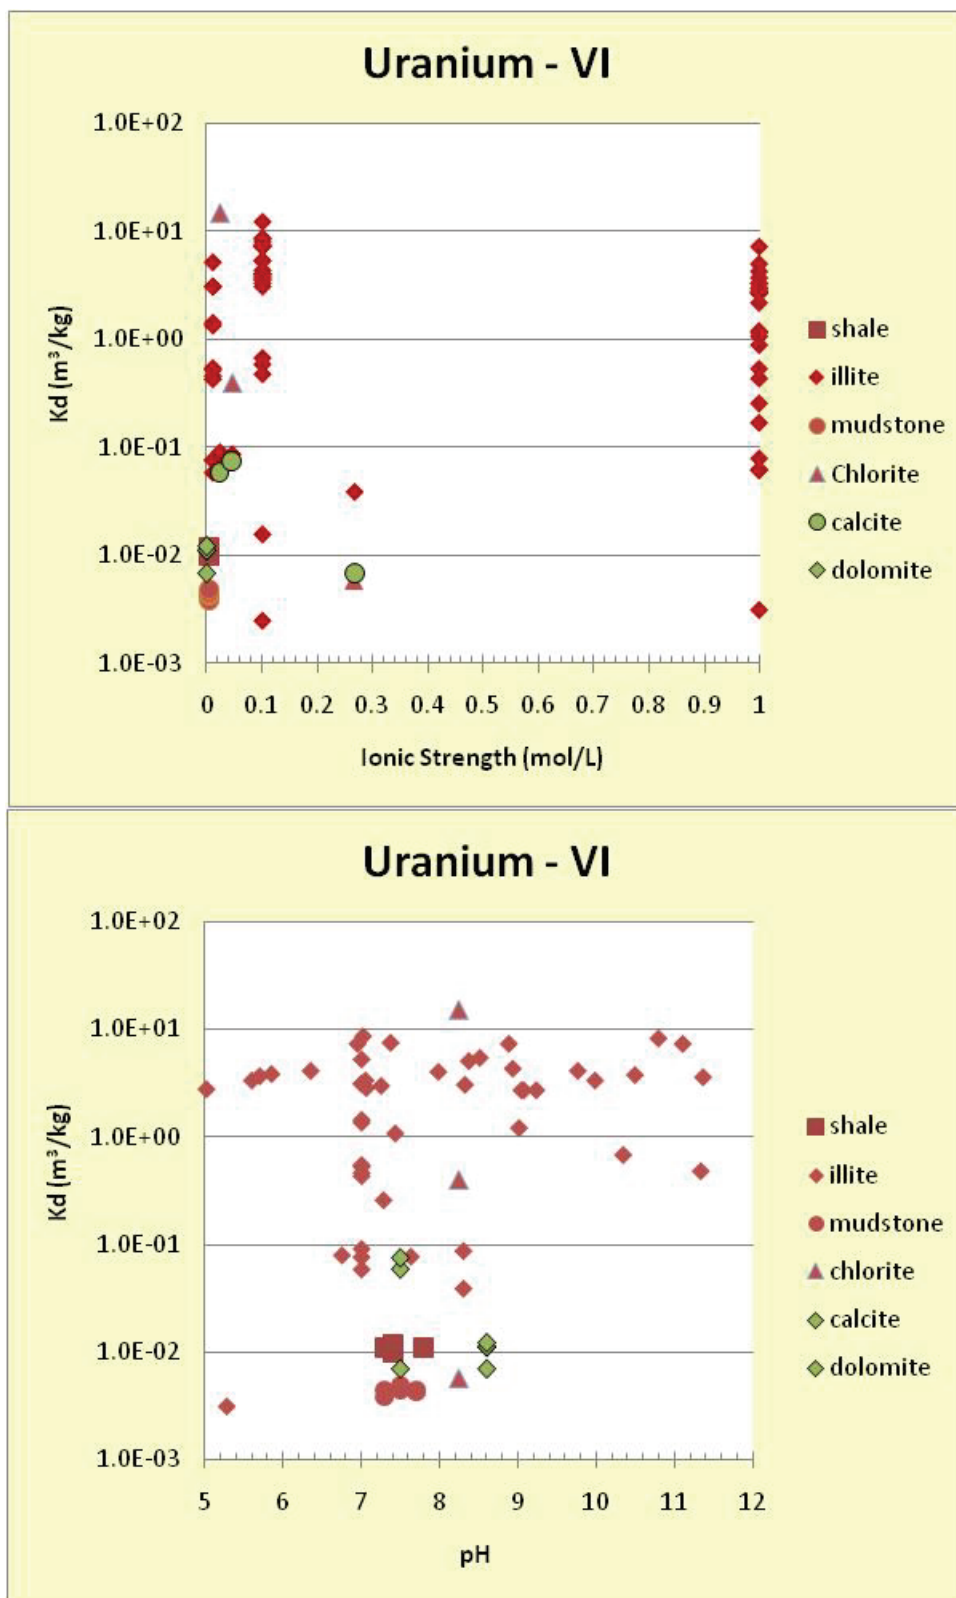 Uranium - VI
1.0E+02
1.0E+01
1.0E+00
1.0E-01
1.0E-02
1.0E-03
Kd (m³/kg)
0 0.1 0.2 0.3 0.4 0.5 0.6 0.7 0.8 0.9 1
Ionic Strength (mol/L)
shale
illite
mudstone
Chlorite
calcite
dolomite
Uranium - VI
1.0E+02
1.0E+01
1.0E+00
1.0E-01
1.0E-02
1.0E-03
Kd (m³/kg)
5 6 7 8 9 10 11 12
pH
shale
illite
mudstone
chlorite
calcite
dolomite